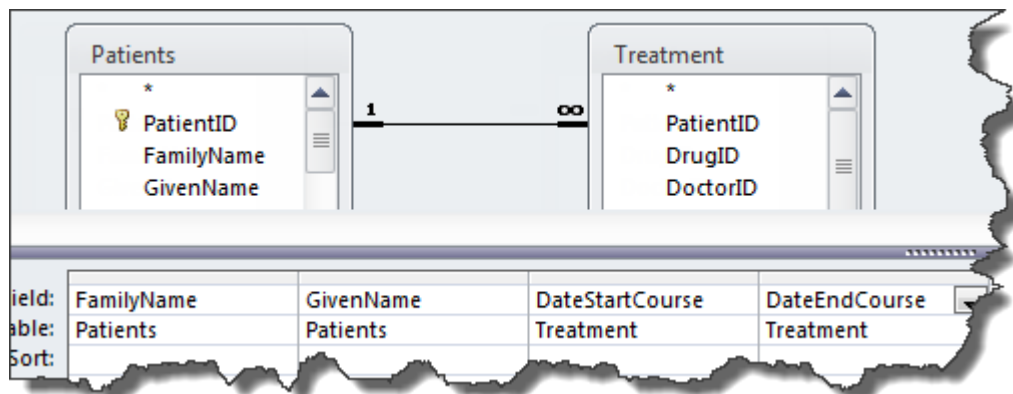 Patients
Treatment
*
*
PatientID
1
∞
PatientID
FamilyName
DrugID
GivenName
DoctorID
ield: FamilyName GivenName DateStartCourse DateEndCourse
able: Patients Patients Treatment Treatment
Sort: